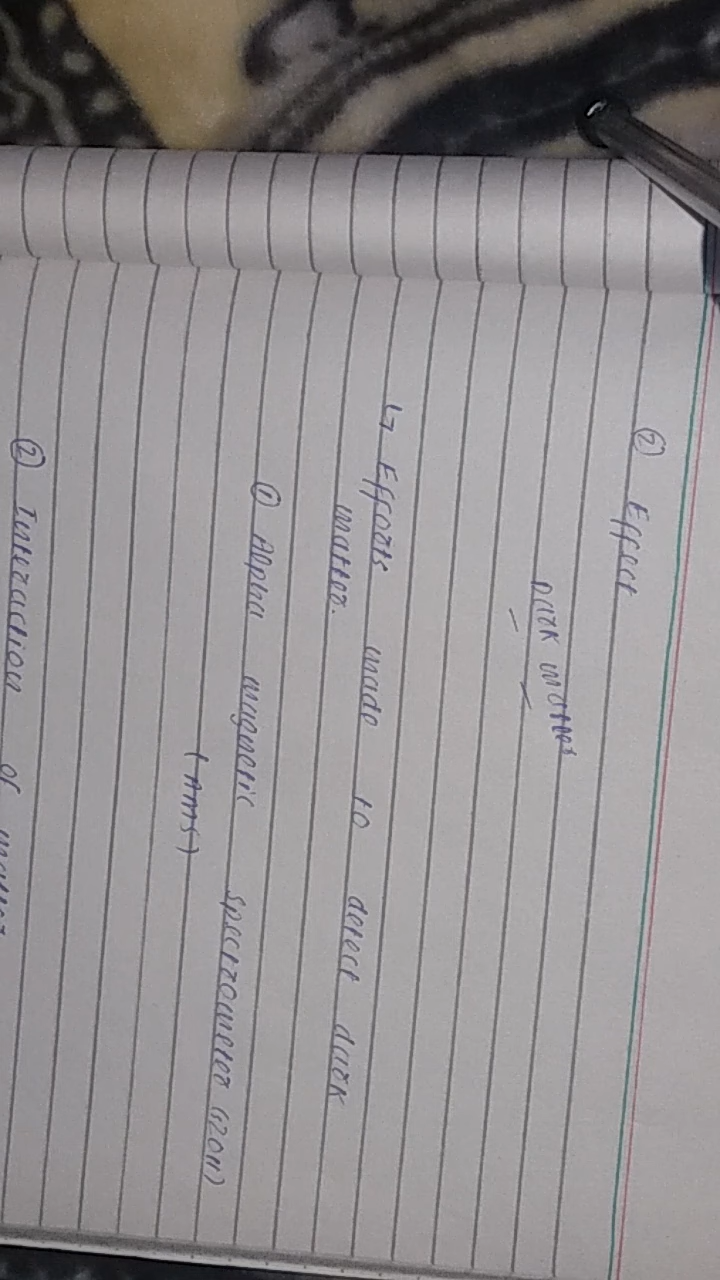 ② Effect
Dark matter
↳ Efforts made to detect dark
matter.
① Alpha magnetic spectrometer (2011)
(AMS)
② Interaction of matter